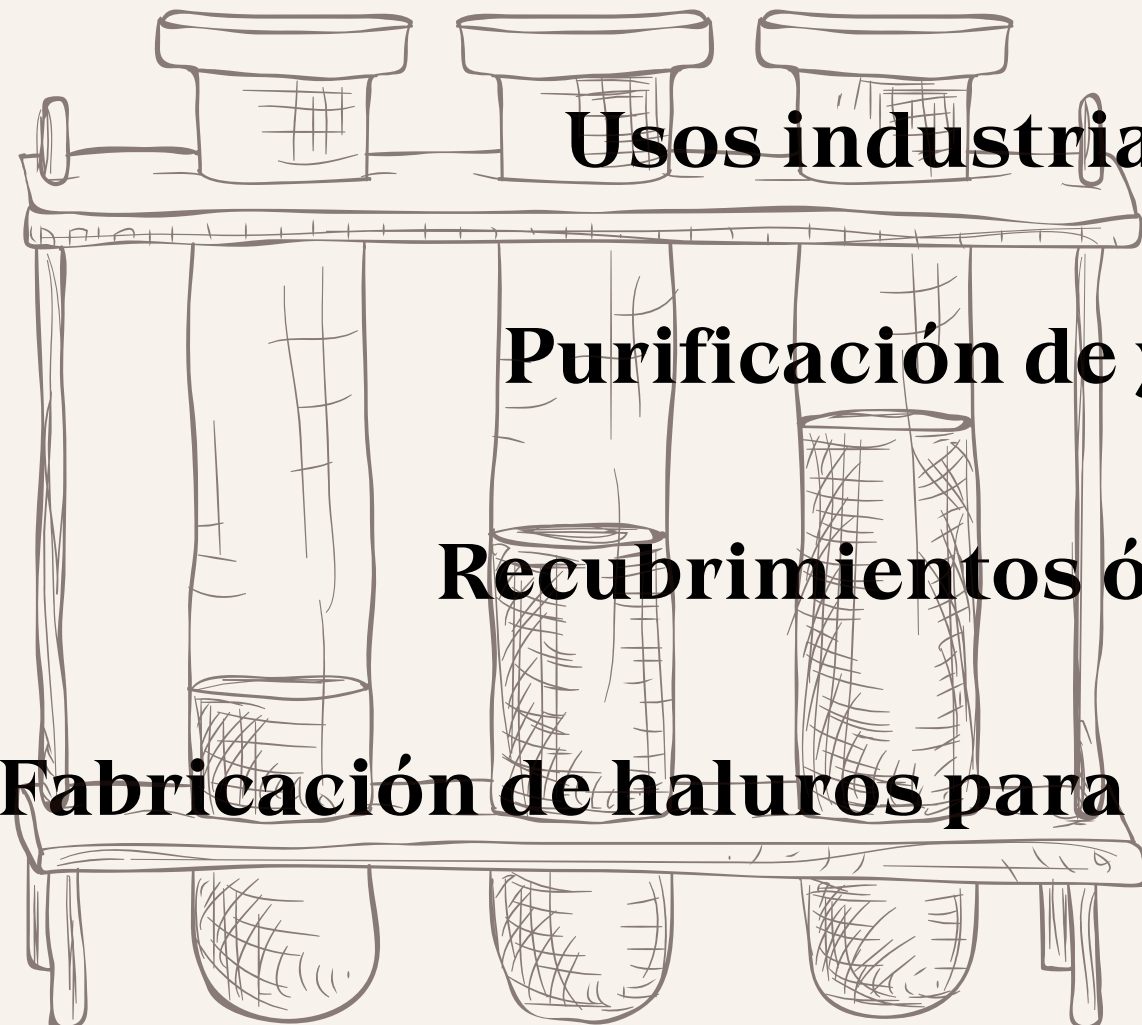 Usos industria
Purificación de
Recubrimientos ó
Fabricación de haluros para